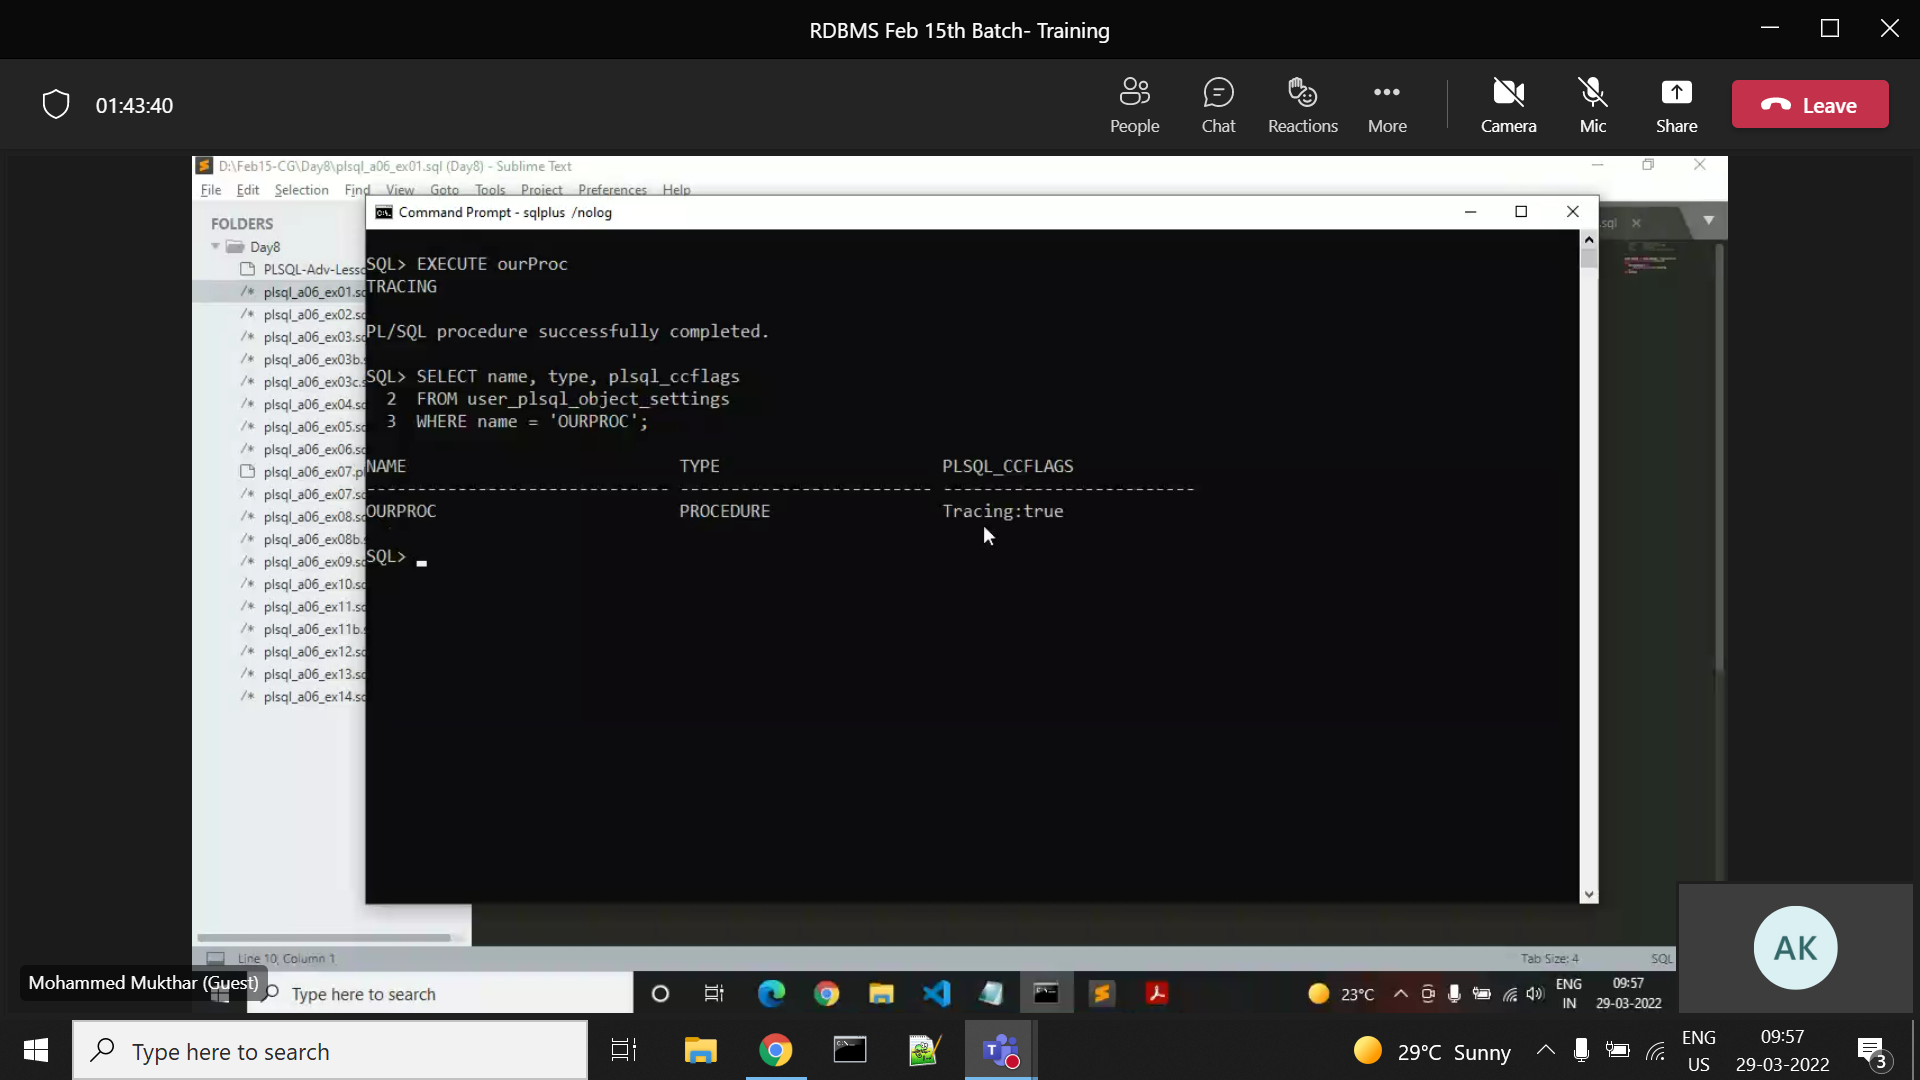 RDBMS Feb 15th Batch- Training
01:43:40
People
Chat
Reactions
More
Camera
Mic
Share
Leave
D:\Feb15-CG\Day8\plsql_a06_ex01.sql (Day8) - Sublime Text
File Edit Selection Find View Goto Tools Project Preferences Help
Command Prompt - sqlplus /nolog
.sql
FOLDERS
Day8
PLSQL-Adv-Lesso
/* plsql_a06_ex01.sc
/* plsql_a06_ex02.sc
/* plsql_a06_ex03.sc
/* plsql_a06_ex03b.
/* plsql_a06_ex03c.s
/* plsql_a06_ex04.sc
/* plsql_a06_ex05.sc
/* plsql_a06_ex06.sc
plsql_a06_ex07.p
/* plsql_a06_ex07.sc
/* plsql_a06_ex08.sc
/* plsql_a06_ex08b.
/* plsql_a06_ex09.sc
/* plsql_a06_ex10.sc
/* plsql_a06_ex11.sc
/* plsql_a06_ex11b.
/* plsql_a06_ex12.sc
/* plsql_a06_ex13.sc
/* plsql_a06_ex14.sc
SQL> EXECUTE ourProc
TRACING
PL/SQL procedure successfully completed.
SQL> SELECT name, type, plsql_ccflags
2 FROM user_plsql_object_settings
3 WHERE name = 'OURPROC';
NAME TYPE PLSQL_CCFLAGS
------------------------------ ------------------------- -------------------------
OURPROC PROCEDURE Tracing:true
SQL>
Line 10, Column 1
Tab Size: 4
SQL
AK
Mohammed Mukthar (Guest)
Type here to search
23°C
ENG
IN
09:57
29-03-2022
Type here to search
29°C Sunny
ENG
US
09:57
29-03-2022
3